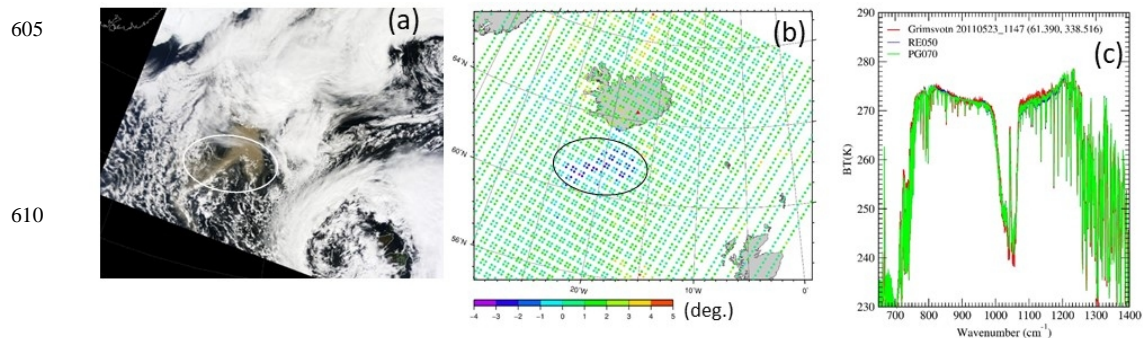 605
610
(a)
(b)
64°N
60°N
56°N
20°W
10°W
0°
-4 -3 -2 -1 0 1 2 3 4 5 (deg.)
(c)
Grimsvotn 20110523_1147 (61.390, 338.516)
RE050
PG070
BT(K)
290
280
270
260
250
240
230
700 800 900 1000 1100 1200 1300 1400
Wavenumber (cm-1)